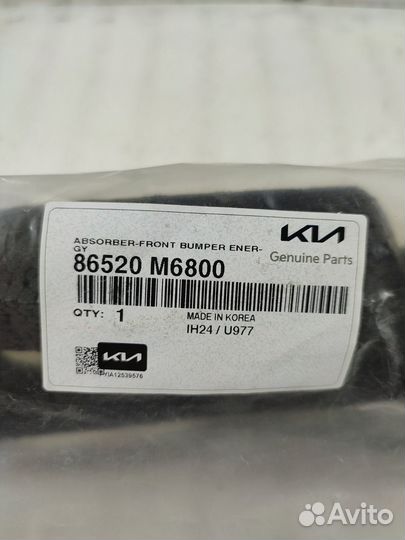 ABSORBER-FRONT BUMPER ENER-
GY
KIA
Genuine Parts
86520 M6800
QTY: 1
MADE IN KOREA
IH24 / U977
KIA
Avito